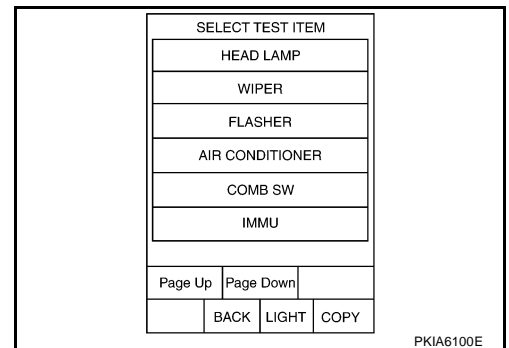 SELECT TEST ITEM
HEAD LAMP
WIPER
FLASHER
AIR CONDITIONER
COMB SW
IMMU
Page Up Page Down
BACK LIGHT COPY
PKIA6100E